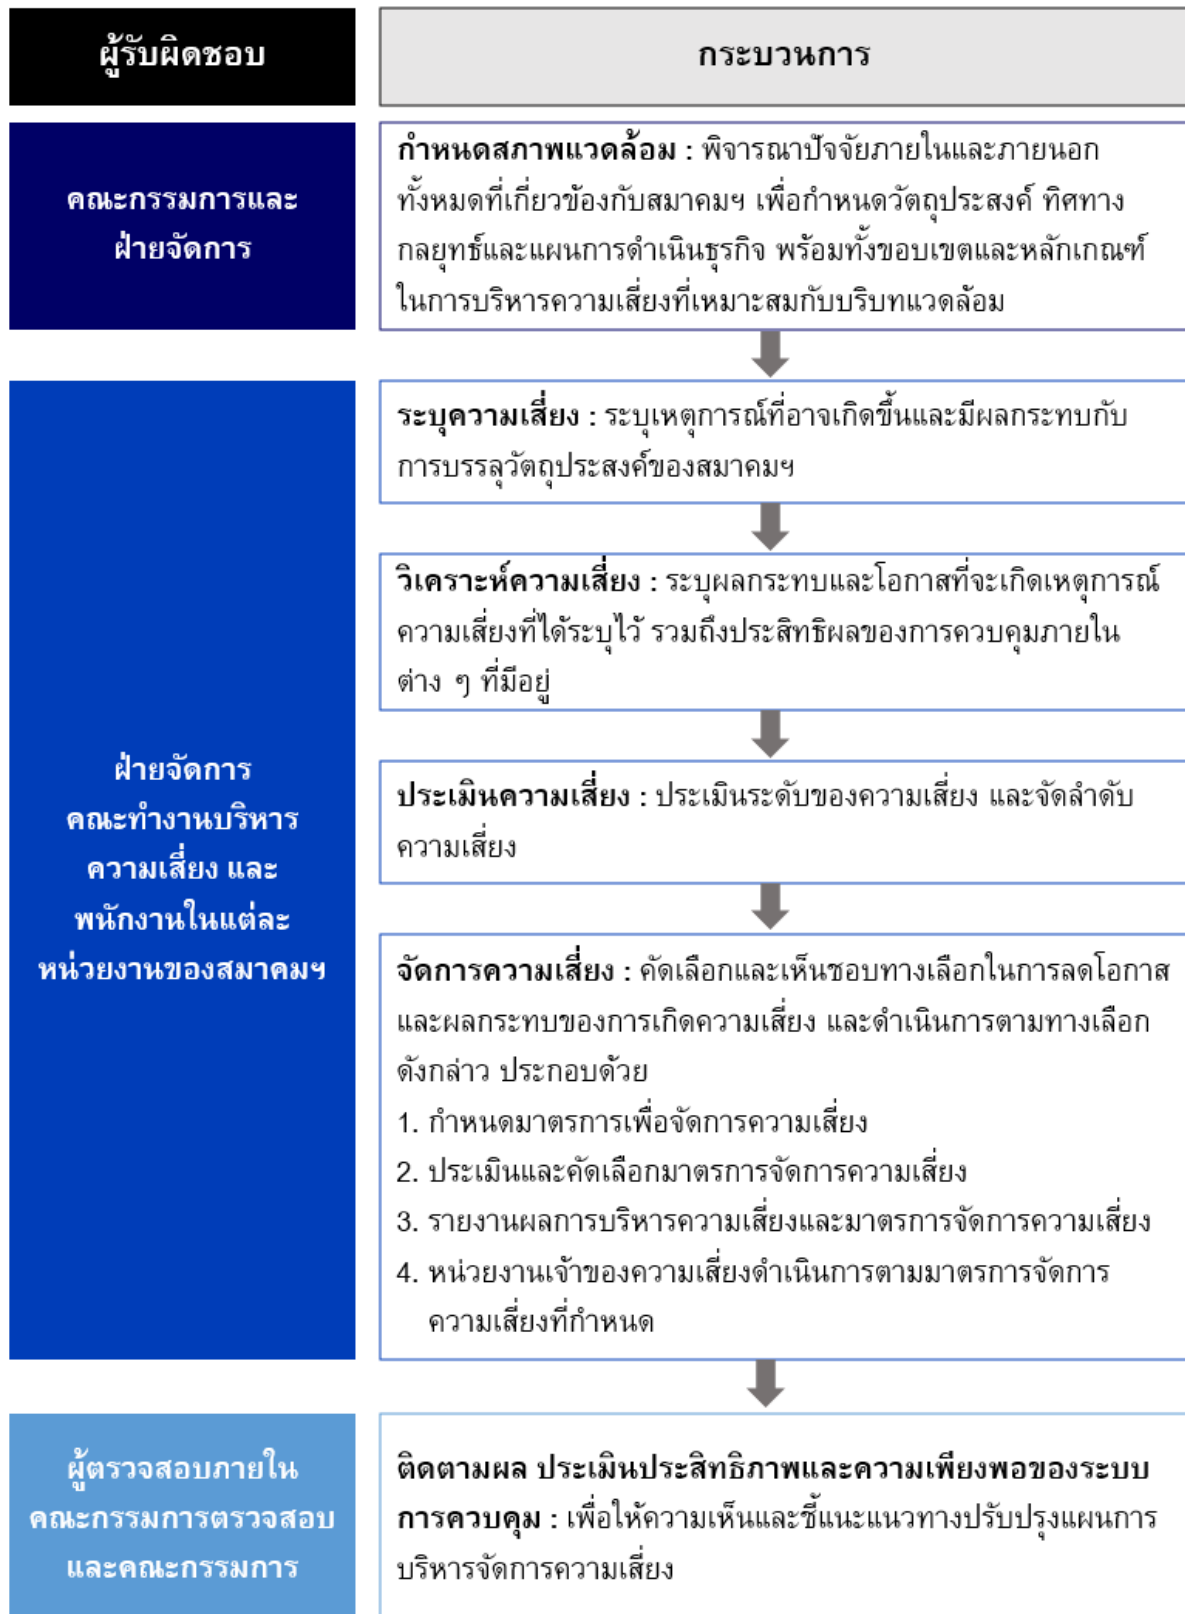 ผู้รับผิดชอบ
กระบวนการ
คณะกรรมการและ
ฝ่ายจัดการ
กำหนดสภาพแวดล้อม : พิจารณาปัจจัยภายในและภายนอก
ทั้งหมดที่เกี่ยวข้องกับสมาคมฯ เพื่อกำหนดวัตถุประสงค์ ทิศทาง
กลยุทธ์และแผนการดำเนินธุรกิจ พร้อมทั้งขอบเขตและหลักเกณฑ์
ในการบริหารความเสี่ยงที่เหมาะสมกับบริบทแวดล้อม
ฝ่ายจัดการ
คณะทำงานบริหาร
ความเสี่ยง และ
พนักงานในแต่ละ
หน่วยงานของสมาคมฯ
ระบุความเสี่ยง : ระบุเหตุการณ์ที่อาจเกิดขึ้นและมีผลกระทบกับ
การบรรลุวัตถุประสงค์ของสมาคมฯ
วิเคราะห์ความเสี่ยง : ระบุผลกระทบและโอกาสที่จะเกิดเหตุการณ์
ความเสี่ยงที่ได้ระบุไว้ รวมถึงประสิทธิผลของการควบคุมภายใน
ต่าง ๆ ที่มีอยู่
ประเมินความเสี่ยง : ประเมินระดับของความเสี่ยง และจัดลำดับ
ความเสี่ยง
จัดการความเสี่ยง : คัดเลือกและเห็นชอบทางเลือกในการลดโอกาส
และผลกระทบของการเกิดความเสี่ยง และดำเนินการตามทางเลือก
ดังกล่าว ประกอบด้วย
1. กำหนดมาตรการเพื่อจัดการความเสี่ยง
2. ประเมินและคัดเลือกมาตรการจัดการความเสี่ยง
3. รายงานผลการบริหารความเสี่ยงและมาตรการจัดการความเสี่ยง
4. หน่วยงานเจ้าของความเสี่ยงดำเนินการตามมาตรการจัดการ
ความเสี่ยงที่กำหนด
ผู้ตรวจสอบภายใน
คณะกรรมการตรวจสอบ
และคณะกรรมการ
ติดตามผล ประเมินประสิทธิภาพและความเพียงพอของระบบ
การควบคุม : เพื่อให้ความเห็นและชี้แนะแนวทางปรับปรุงแผนการ
บริหารจัดการความเสี่ยง